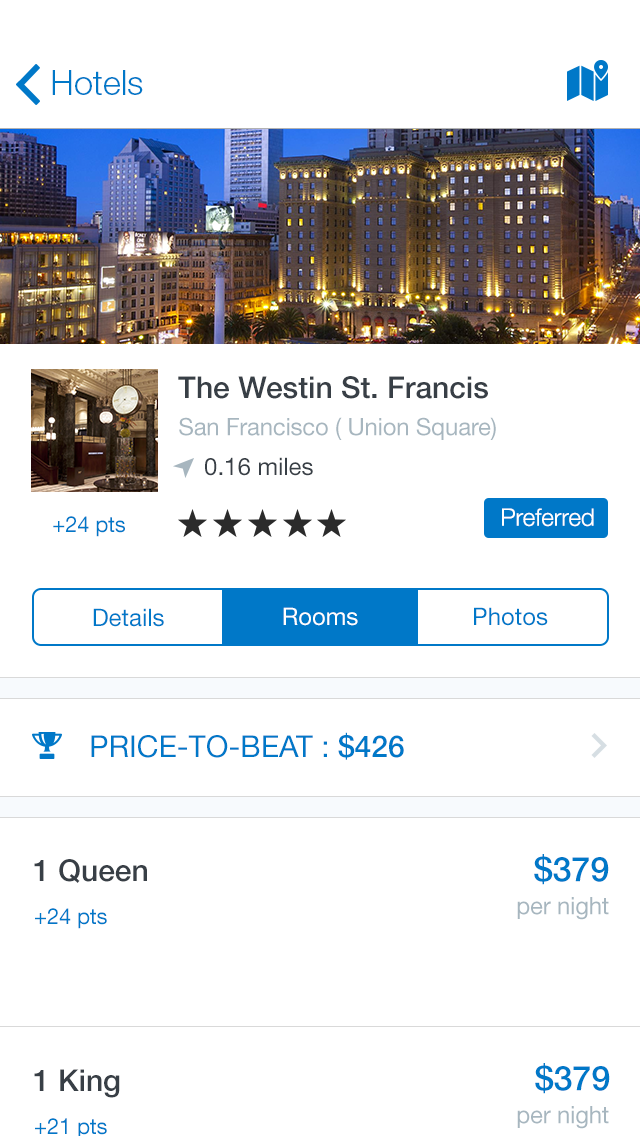 Hotels
The Westin St. Francis
San Francisco ( Union Square)
0.16 miles
+24 pts
Preferred
Details
Rooms
Photos
PRICE-TO-BEAT : $426
1 Queen
$379
+24 pts
per night
1 King
$379
+21 pts
per night